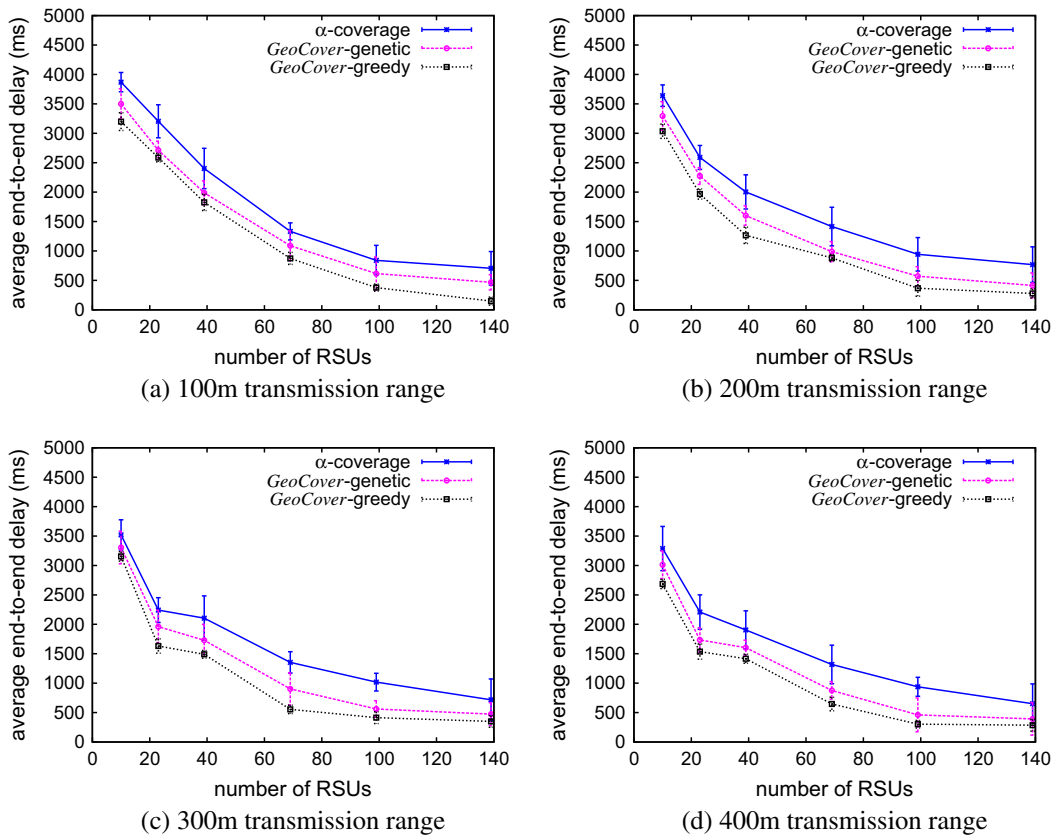 5000
4500
4000
3500
3000
2500
2000
1500
1000
500
0
average end-to-end delay (ms)
α-coverage
GeoCover-genetic
GeoCover-greedy
0 20 40 60 80 100 120 140
number of RSUs
(a) 100m transmission range
5000
4500
4000
3500
3000
2500
2000
1500
1000
500
0
average end-to-end delay (ms)
α-coverage
GeoCover-genetic
GeoCover-greedy
0 20 40 60 80 100 120 140
number of RSUs
(b) 200m transmission range
5000
4500
4000
3500
3000
2500
2000
1500
1000
500
0
average end-to-end delay (ms)
α-coverage
GeoCover-genetic
GeoCover-greedy
0 20 40 60 80 100 120 140
number of RSUs
(c) 300m transmission range
5000
4500
4000
3500
3000
2500
2000
1500
1000
500
0
average end-to-end delay (ms)
α-coverage
GeoCover-genetic
GeoCover-greedy
0 20 40 60 80 100 120 140
number of RSUs
(d) 400m transmission range